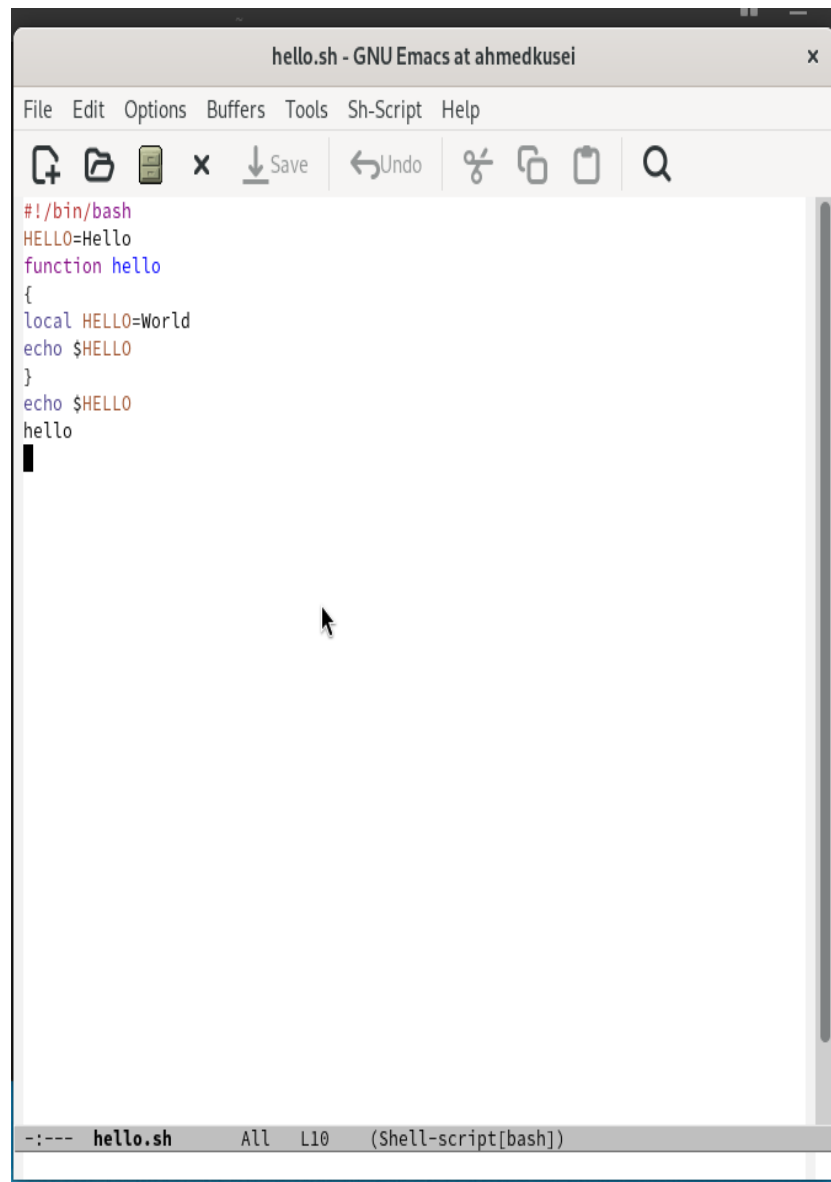 hello.sh - GNU Emacs at ahmedkusei
File Edit Options Buffers Tools Sh-Script Help
Save Undo
#!/bin/bash
HELLO=Hello
function hello
{
local HELLO=World
echo $HELLO
}
echo $HELLO
hello
-:--- hello.sh All L10 (Shell-script[bash])